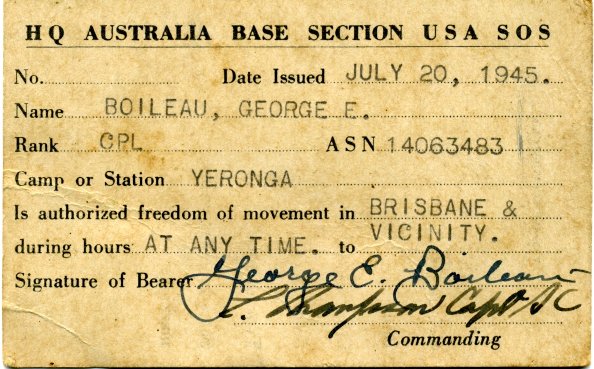 HQ AUSTRALIA BASE SECTION USA SOS
No. Date Issued JULY 20, 1945.
Name BOILEAU, GEORGE E.
Rank CPL ASN 14063483
Camp or Station YERONGA
Is authorized freedom of movement in BRISBANE &
during hours AT ANY TIME. to VICINITY.
Signature of Bearer George E. Boileau
Thompson Capt
Commanding